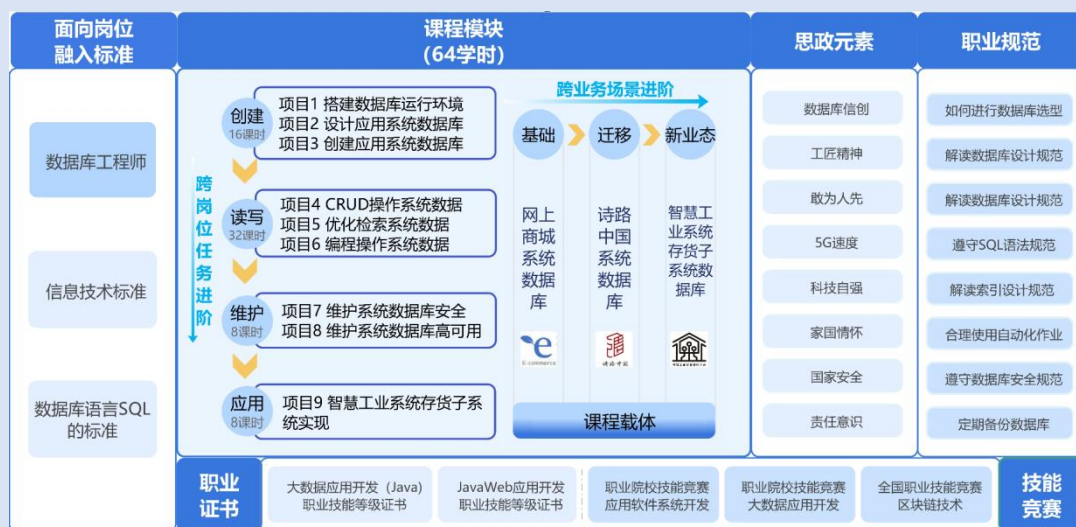 面向岗位
融入标准
课程模块
(64学时)
思政元素
职业规范
数据库工程师
信息技术标准
数据库语言SQL
的标准
跨岗位任务进阶
创建
16课时
项目1 搭建数据库运行环境
项目2 设计应用系统数据库
项目3 创建应用系统数据库
读写
32课时
项目4 CRUD操作系统数据
项目5 优化检索系统数据
项目6 编程操作系统数据
维护
8课时
项目7 维护系统数据库安全
项目8 维护系统数据库高可用
应用
8课时
项目9 智慧工业系统存货子系
统实现
跨业务场景进阶
基础
迁移
新业态
网上
商城
系统
数据
库
诗路
中国
系统
数据
库
智慧工
业系统
存货子
系统数
据库
e
E-commerce
诗路中国
课程载体
数据库信创
工匠精神
敢为人先
5G速度
科技自强
家国情怀
国家安全
责任意识
如何进行数据库选型
解读数据库设计规范
解读数据库设计规范
遵守SQL语法规范
解读索引设计规范
合理使用自动化作业
遵守数据库安全规范
定期备份数据库
职业
证书
大数据应用开发（Java）
职业技能等级证书
JavaWeb应用开发
职业技能等级证书
职业院校技能竞赛
应用软件系统开发
职业院校技能竞赛
大数据应用开发
全国职业技能竞赛
区块链技术
技能
竞赛